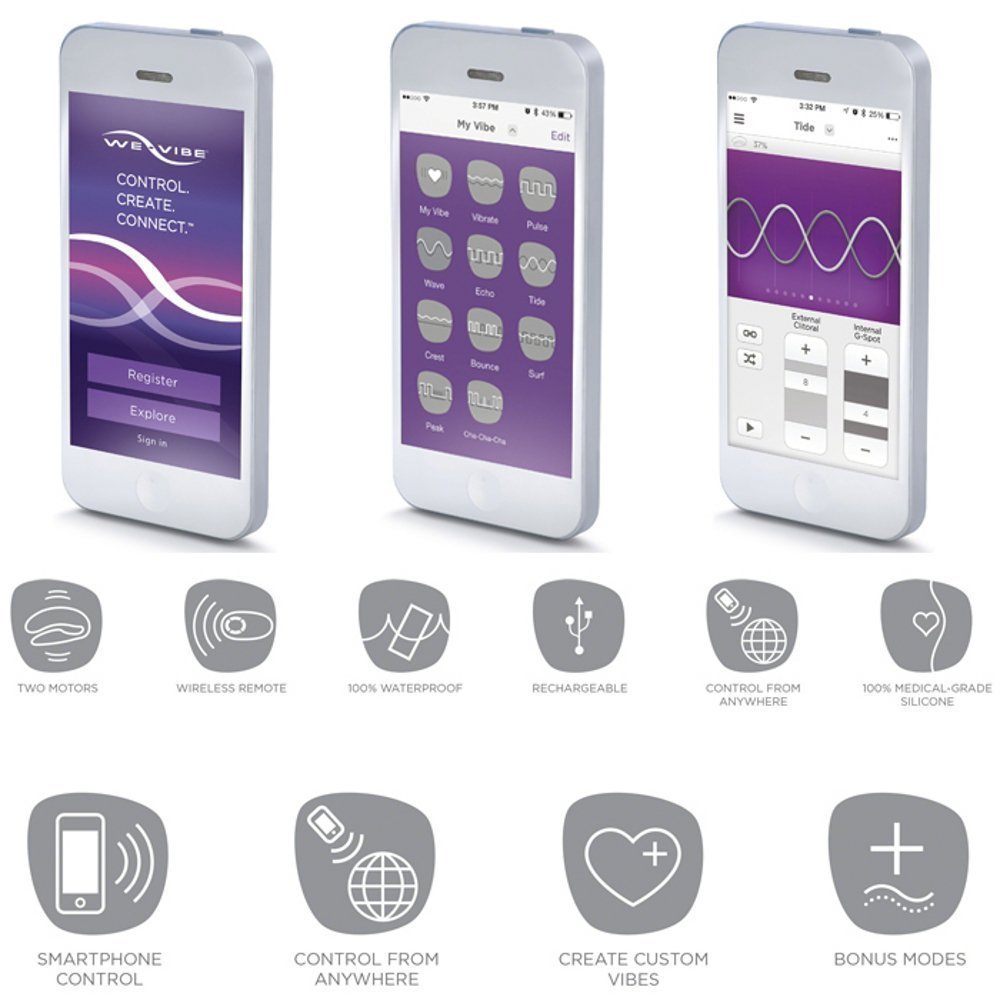 WE-VIBE
CONTROL.
CREATE.
CONNECT.™
Register
Explore
Sign in
3:57 PM
43%
My Vibe
Edit
My Vibe
Vibrate
Pulse
Wave
Echo
Tide
Crest
Bounce
Surf
Peak
Cha-Cha-Cha
3:32 PM
25%
Tide
37%
External
Clitoral
Internal
G-Spot
+
+
8
4
−
−
TWO MOTORS
WIRELESS REMOTE
100% WATERPROOF
RECHARGEABLE
CONTROL FROM
ANYWHERE
100% MEDICAL-GRADE
SILICONE
SMARTPHONE
CONTROL
CONTROL FROM
ANYWHERE
CREATE CUSTOM
VIBES
BONUS MODES